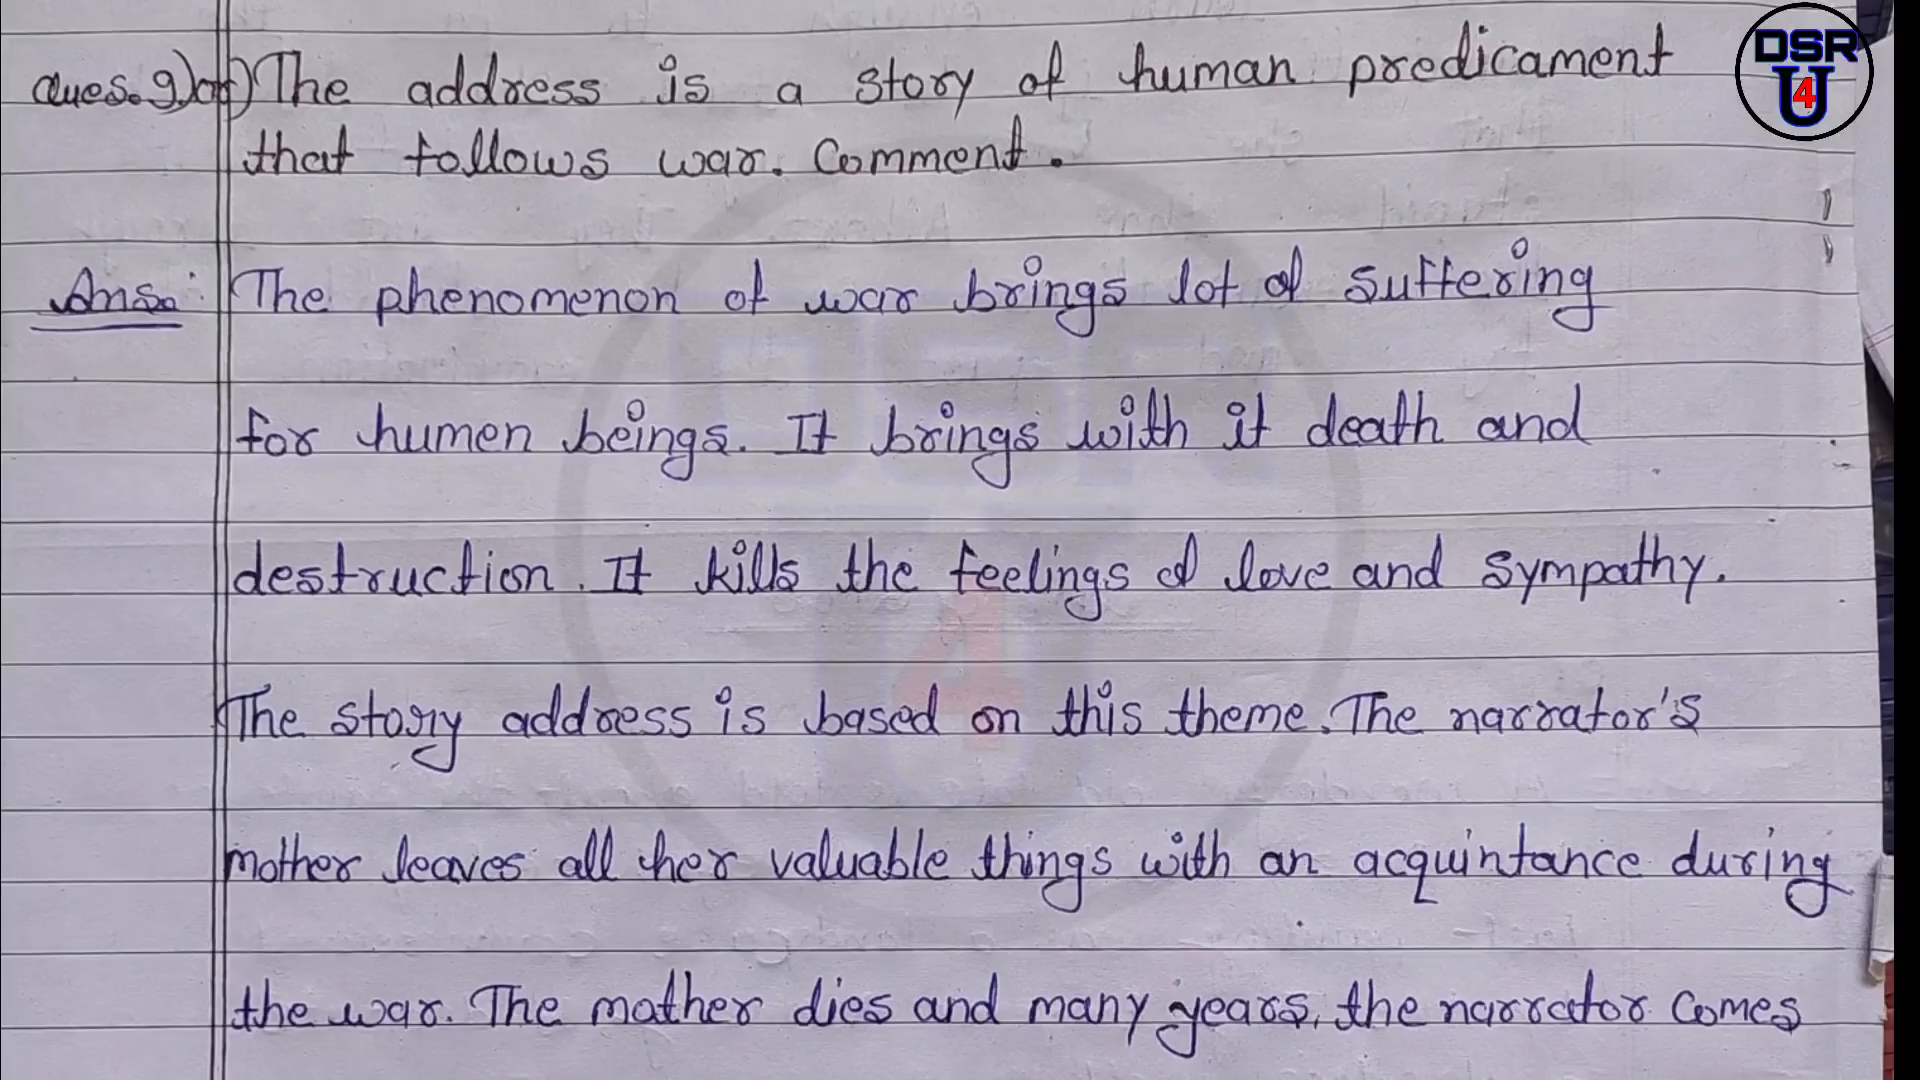 Ques.9) The address is a story of human predicament
that follows war. Comment.
Ans: The phenomenon of war brings lot of suffering
for humen beings. It brings with it death and
destruction. It kills the feelings of love and sympathy.
The story address is based on this theme. The narrator's
mother leaves all her valuable things with an acquintance during
the war. The mother dies and many years, the narrator comes
DSR
U
4